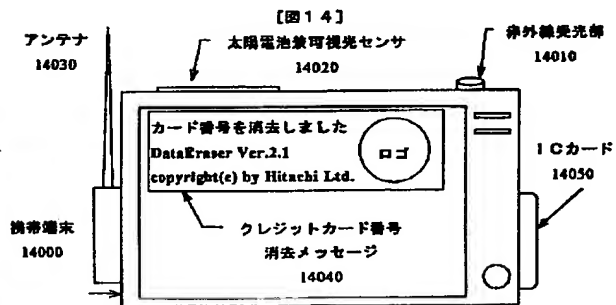 [図14]
アンテナ
14030
太陽電池兼可視光センサ
14020
赤外線受光部
14010
カード番号を消去しました
DataEraser Ver.2.1
copyright(c) by Hitachi Ltd.
ロゴ
ICカード
14050
携帯端末
14000
クレジットカード番号
消去メッセージ
14040